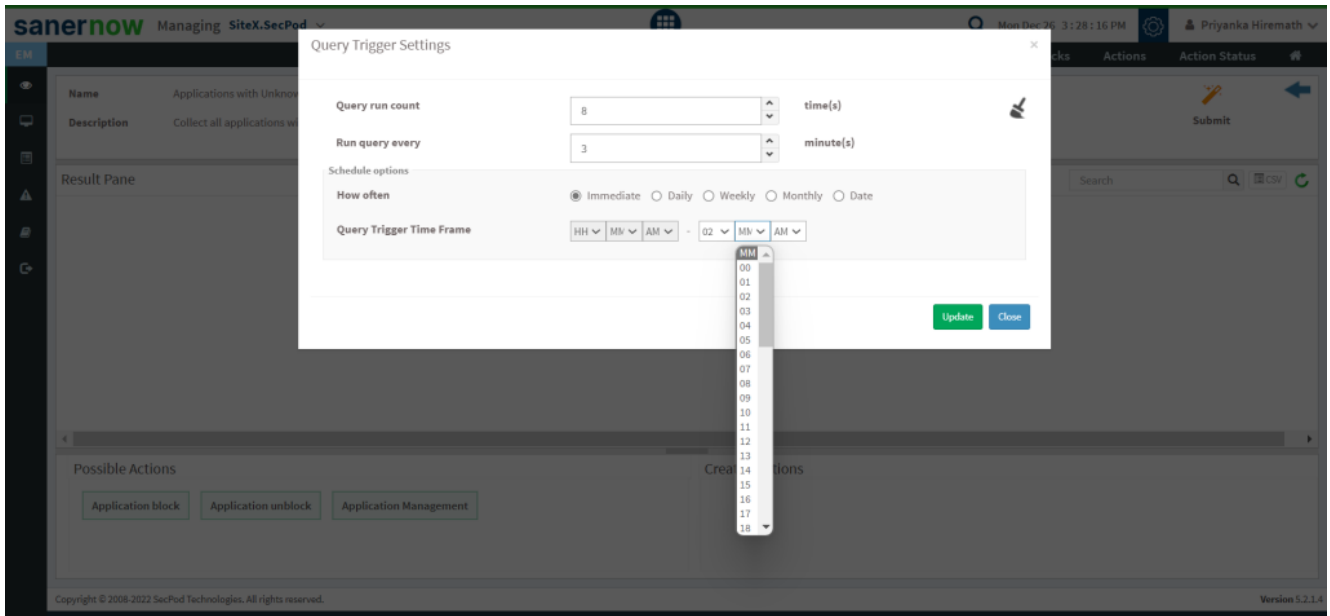 sanernow Managing SiteX.SecPod Mon Dec 26 3:28:16 PM Priyanka Hiremath
EM cks Actions Action Status
Query Trigger Settings ×
Name Applications with Unknow
Description Collect all applications wi
Submit
Query run count 8 time(s)
Run query every 3 minute(s)
Schedule options
How often Immediate Daily Weekly Monthly Date
Query Trigger Time Frame HH MM AM - 02 MM AM
Result Pane Search CSV
MM
00
01
02
03
04
05
06
07
08
09
10
11
12
13
14
15
16
17
18
Update Close
Possible Actions Crea tions
Application block Application unblock Application Management
Copyright © 2008-2022 SecPod Technologies. All rights reserved. Version 5.2.1.4